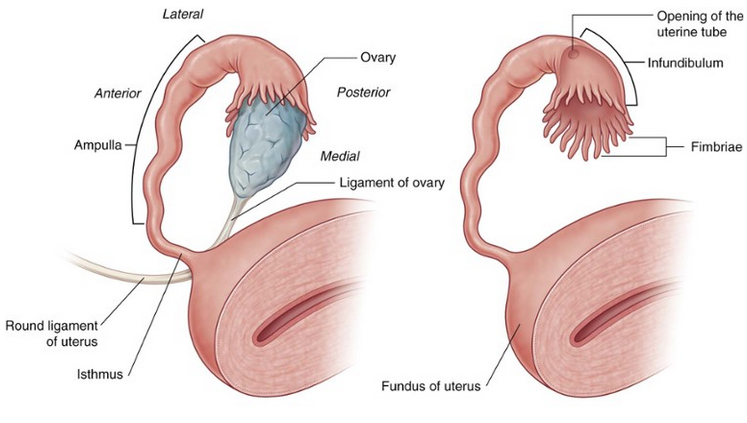 Lateral
Ovary
Anterior
Posterior
Ampulla
Medial
Ligament of ovary
Round ligament
of uterus
Isthmus
Opening of the
uterine tube
Infundibulum
Fimbriae
Fundus of uterus